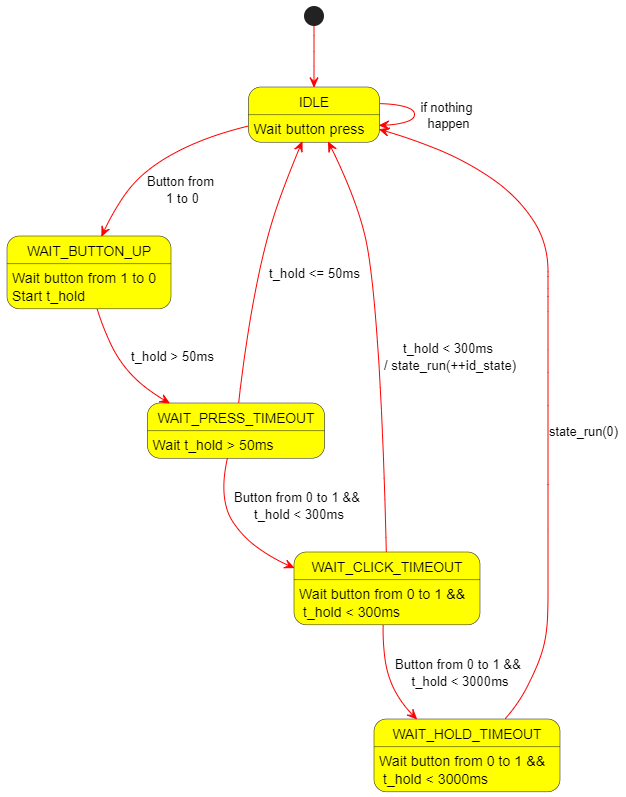 IDLE
Wait button press
if nothing
happen
Button from
1 to 0
WAIT_BUTTON_UP
Wait button from 1 to 0
Start t_hold
t_hold <= 50ms
t_hold > 50ms
t_hold < 300ms
/ state_run(++id_state)
WAIT_PRESS_TIMEOUT
Wait t_hold > 50ms
state_run(0)
Button from 0 to 1 &&
t_hold < 300ms
WAIT_CLICK_TIMEOUT
Wait button from 0 to 1 &&
t_hold < 300ms
Button from 0 to 1 &&
t_hold < 3000ms
WAIT_HOLD_TIMEOUT
Wait button from 0 to 1 &&
t_hold < 3000ms